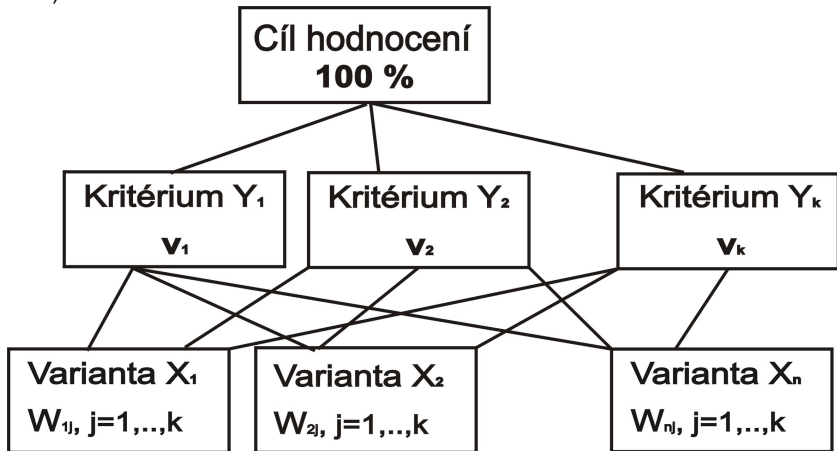 Cíl hodnocení
100 %
Kritérium Y₁
v₁
Kritérium Y₂
v₂
Kritérium Yₖ
vₖ
Varianta X₁
W₁ⱼ, j=1,..,k
Varianta X₂
W₂ⱼ, j=1,..,k
Varianta Xₙ
Wₙⱼ, j=1,..,k